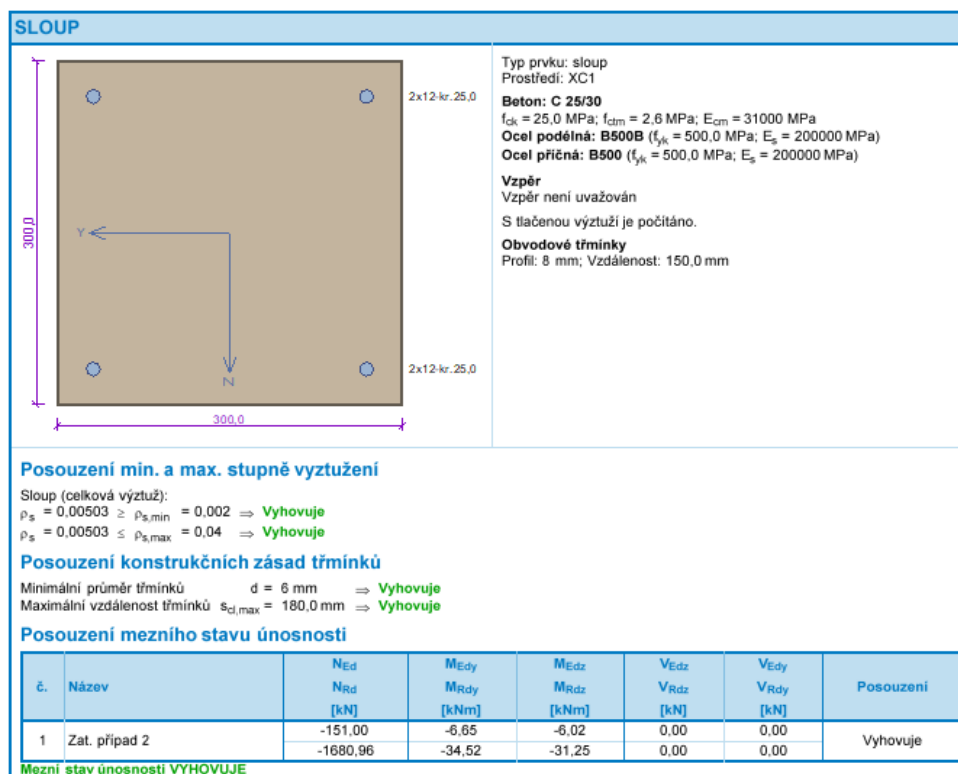 SLOUP
2x12-kr.25,0
300,0
Y
N
2x12-kr.25,0
300,0
Typ prvku: sloup
Prostředí: XC1
Beton: C 25/30
fck = 25,0 MPa; fctm = 2,6 MPa; Ecm = 31000 MPa
Ocel podélná: B500B (fyk = 500,0 MPa; Es = 200000 MPa)
Ocel příčná: B500 (fyk = 500,0 MPa; Es = 200000 MPa)
Vzpěr
Vzpěr není uvažován
S tlačenou výztuží je počítáno.
Obvodové třmínky
Profil: 8 mm; Vzdálenost: 150,0 mm
Posouzení min. a max. stupně vyztužení
Sloup (celková výztuž):
ρs = 0,00503 ≥ ρs,min = 0,002 ⇒ Vyhovuje
ρs = 0,00503 ≤ ρs,max = 0,04 ⇒ Vyhovuje
Posouzení konstrukčních zásad třmínků
Minimální průměr třmínků d = 6 mm ⇒ Vyhovuje
Maximální vzdálenost třmínků scl,max = 180,0 mm ⇒ Vyhovuje
Posouzení mezního stavu únosnosti
č. Název NEd MEdy MEdz VEdz VEdy Posouzení
NRd MRdy MRdz VRdz VRdy
[kN] [kNm] [kNm] [kN] [kN]
1 Zat. případ 2 -151,00 -6,65 -6,02 0,00 0,00 Vyhovuje
-1680,96 -34,52 -31,25 0,00 0,00
Mezní stav únosnosti VYHOVUJE